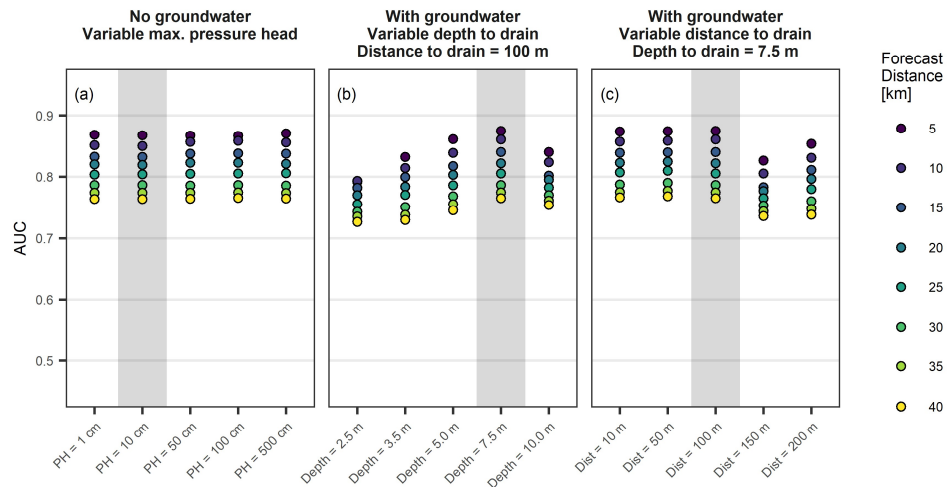 No groundwater
Variable max. pressure head
With groundwater
Variable depth to drain
Distance to drain = 100 m
With groundwater
Variable distance to drain
Depth to drain = 7.5 m
(a)
(b)
(c)
AUC
0.9
0.8
0.7
0.6
0.5
PH = 1 cm
PH = 10 cm
PH = 50 cm
PH = 100 cm
PH = 500 cm
Depth = 2.5 m
Depth = 3.5 m
Depth = 5.0 m
Depth = 7.5 m
Depth = 10.0 m
Dist = 10 m
Dist = 50 m
Dist = 100 m
Dist = 150 m
Dist = 200 m
Forecast
Distance
[km]
5
10
15
20
25
30
35
40